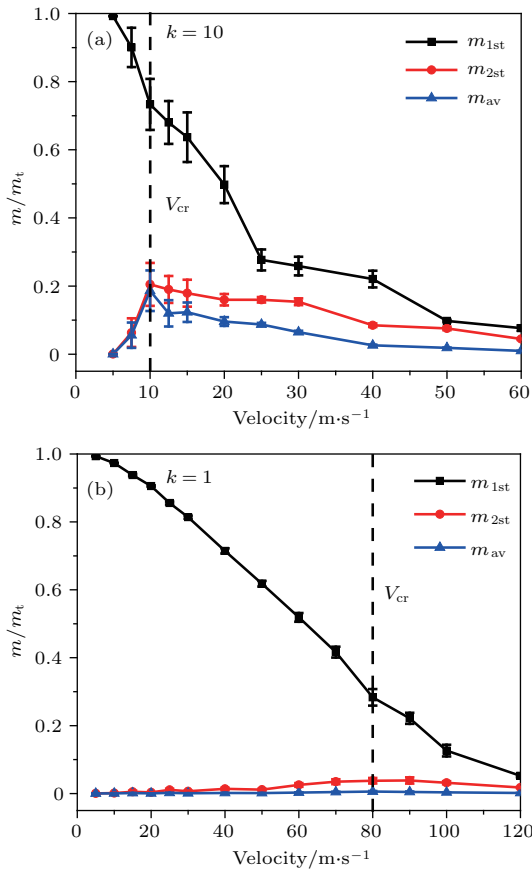 (a)
k = 10
m1st
m2st
mav
Vcr
m/mt
1.0
0.8
0.6
0.4
0.2
0
0 10 20 30 40 50 60
Velocity/m·s−1
(b)
k = 1
m1st
m2st
mav
Vcr
m/mt
1.0
0.8
0.6
0.4
0.2
0
0 20 40 60 80 100 120
Velocity/m·s−1